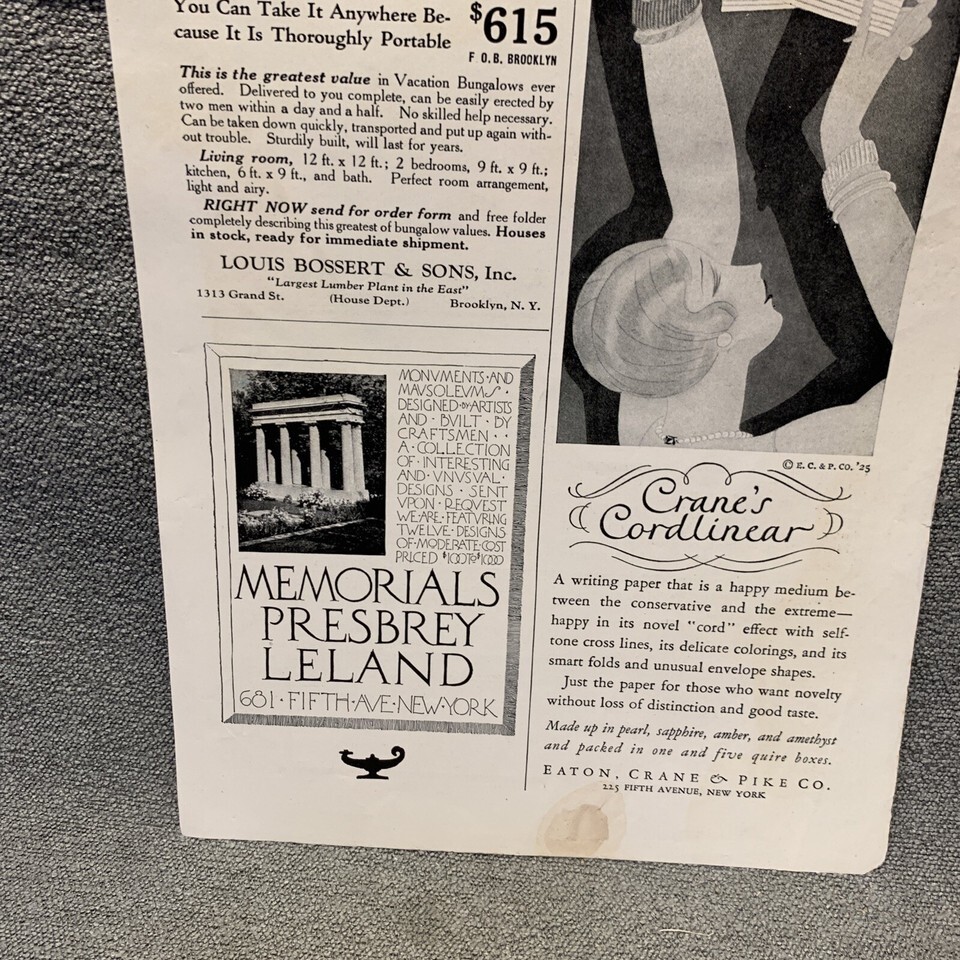 You Can Take It Anywhere Be-
cause It Is Thoroughly Portable
$615
F O.B. BROOKLYN
This is the greatest value in Vacation Bungalows ever
offered. Delivered to you complete, can be easily erected by
two men within a day and a half. No skilled help necessary.
Can be taken down quickly, transported and put up again with-
out trouble. Sturdily built, will last for years.
Living room, 12 ft. x 12 ft.; 2 bedrooms, 9 ft. x 9 ft.;
kitchen, 6 ft. x 9 ft., and bath. Perfect room arrangement,
light and airy.
RIGHT NOW send for order form and free folder
completely describing this greatest of bungalow values. Houses
in stock, ready for immediate shipment.
LOUIS BOSSERT & SONS, Inc.
"Largest Lumber Plant in the East"
1313 Grand St. (House Dept.) Brooklyn, N. Y.
MONVMENTS·AND
MAVSOLEVMS·
DESIGNED·BY·ARTISTS
AND·BVILT·BY
CRAFTSMEN··
A·COLLECTION
OF·INTERESTING
AND·VNVSVAL·
DESIGNS·SENT
VPON·REQVEST
WE·ARE·FEATVRING
TWELVE·DESIGNS
OF·MODERATE·COST
PRICED $100 TO $1000
MEMORIALS
PRESBREY
LELAND
681·FIFTH·AVE·NEW·YORK
© E. C. & P. CO. '25
Crane's
Cordlinear
A writing paper that is a happy medium be-
tween the conservative and the extreme—
happy in its novel "cord" effect with self-
tone cross lines, its delicate colorings, and its
smart folds and unusual envelope shapes.
Just the paper for those who want novelty
without loss of distinction and good taste.
Made up in pearl, sapphire, amber, and amethyst
and packed in one and five quire boxes.
EATON, CRANE & PIKE CO.
225 FIFTH AVENUE, NEW YORK